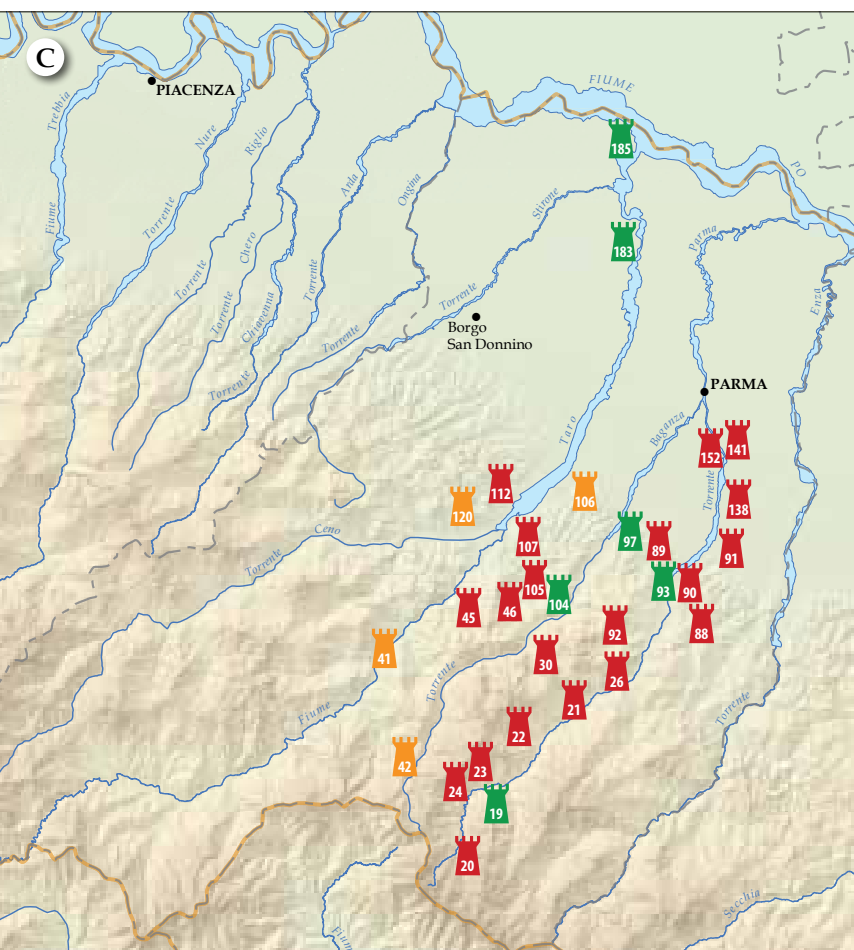 C
PIACENZA
Trebbia
Fiume
Nure
Torrente
Riglio
Torrente
Chero
Torrente
Chiavenna
Torrente
Arda
Torrente
Ongina
Torrente
Stirone
Torrente
FIUME
PO
185
183
Parma
Enza
Borgo
San Donnino
PARMA
Taro
Baganza
Torrente
152
141
138
112
120
106
107
97
89
91
Ceno
Torrente
105
104
93
90
45
46
92
88
41
30
26
Torrente
21
Fiume
22
Torrente
42
23
24
19
20
Secchia
Fium